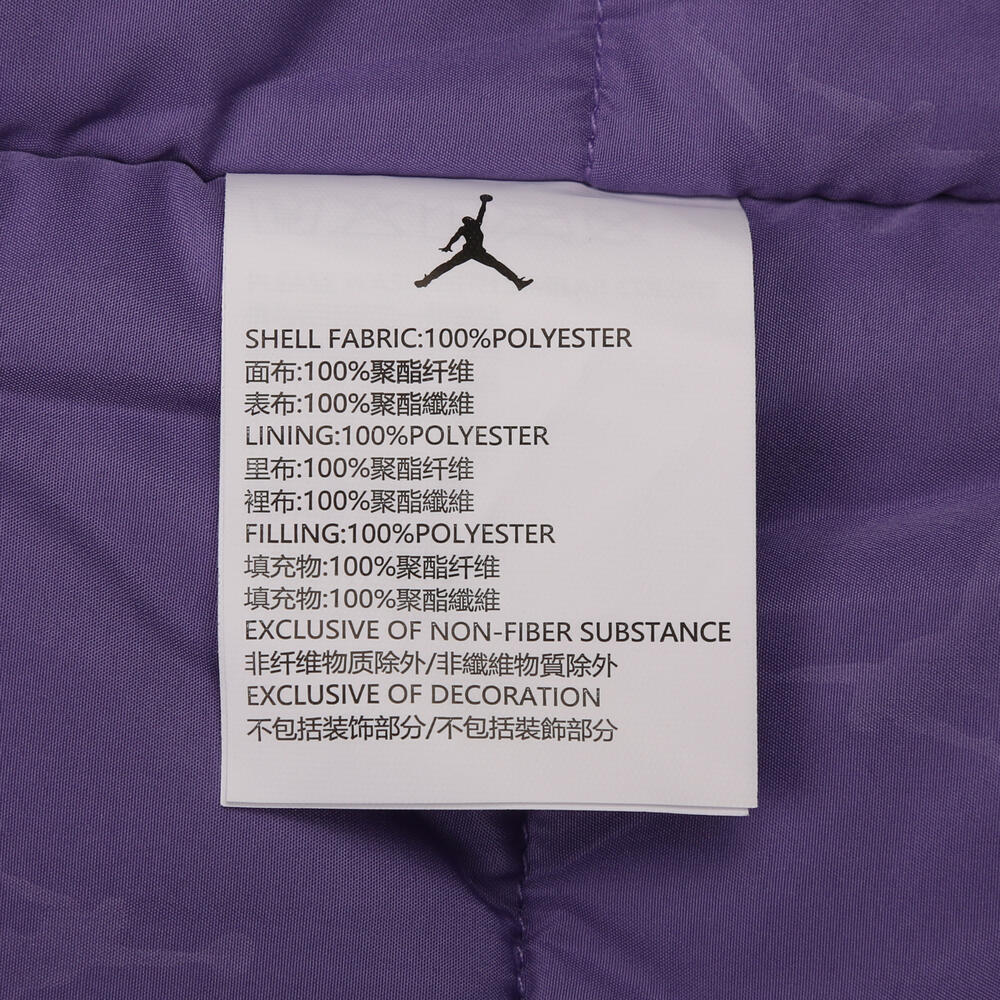 SHELL FABRIC:100%POLYESTER
面布:100%聚酯纤维
表布:100%聚酯纖維
LINING:100%POLYESTER
里布:100%聚酯纤维
裡布:100%聚酯纖維
FILLING:100%POLYESTER
填充物:100%聚酯纤维
填充物:100%聚酯纖維
EXCLUSIVE OF NON-FIBER SUBSTANCE
非纤维物质除外/非纖維物質除外
EXCLUSIVE OF DECORATION
不包括装饰部分/不包括裝飾部分